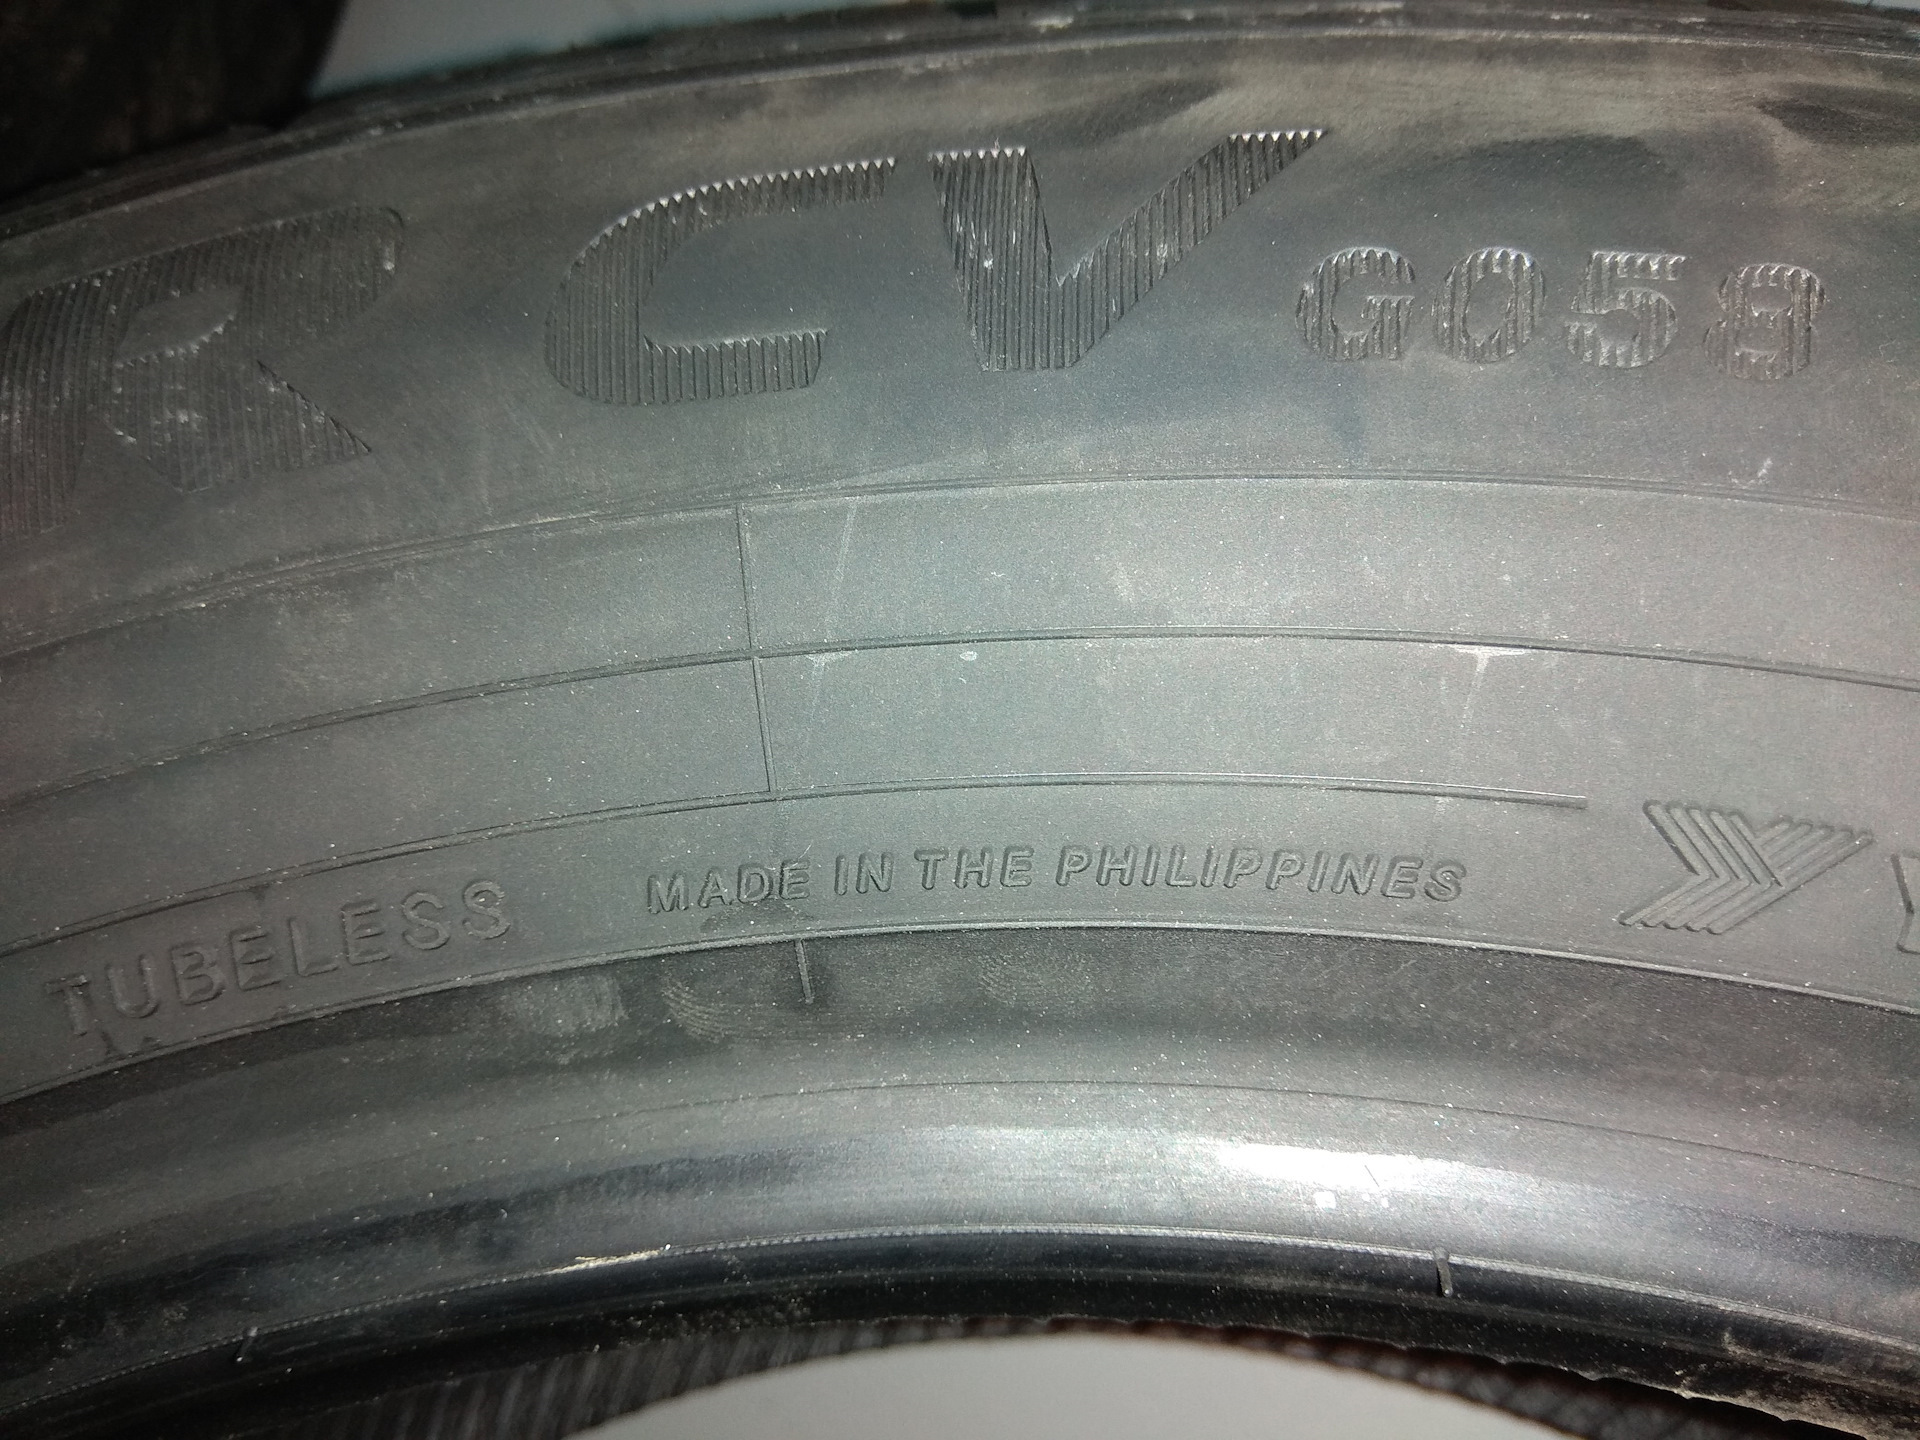 R CV G058
TUBELESS MADE IN THE PHILIPPINES Y